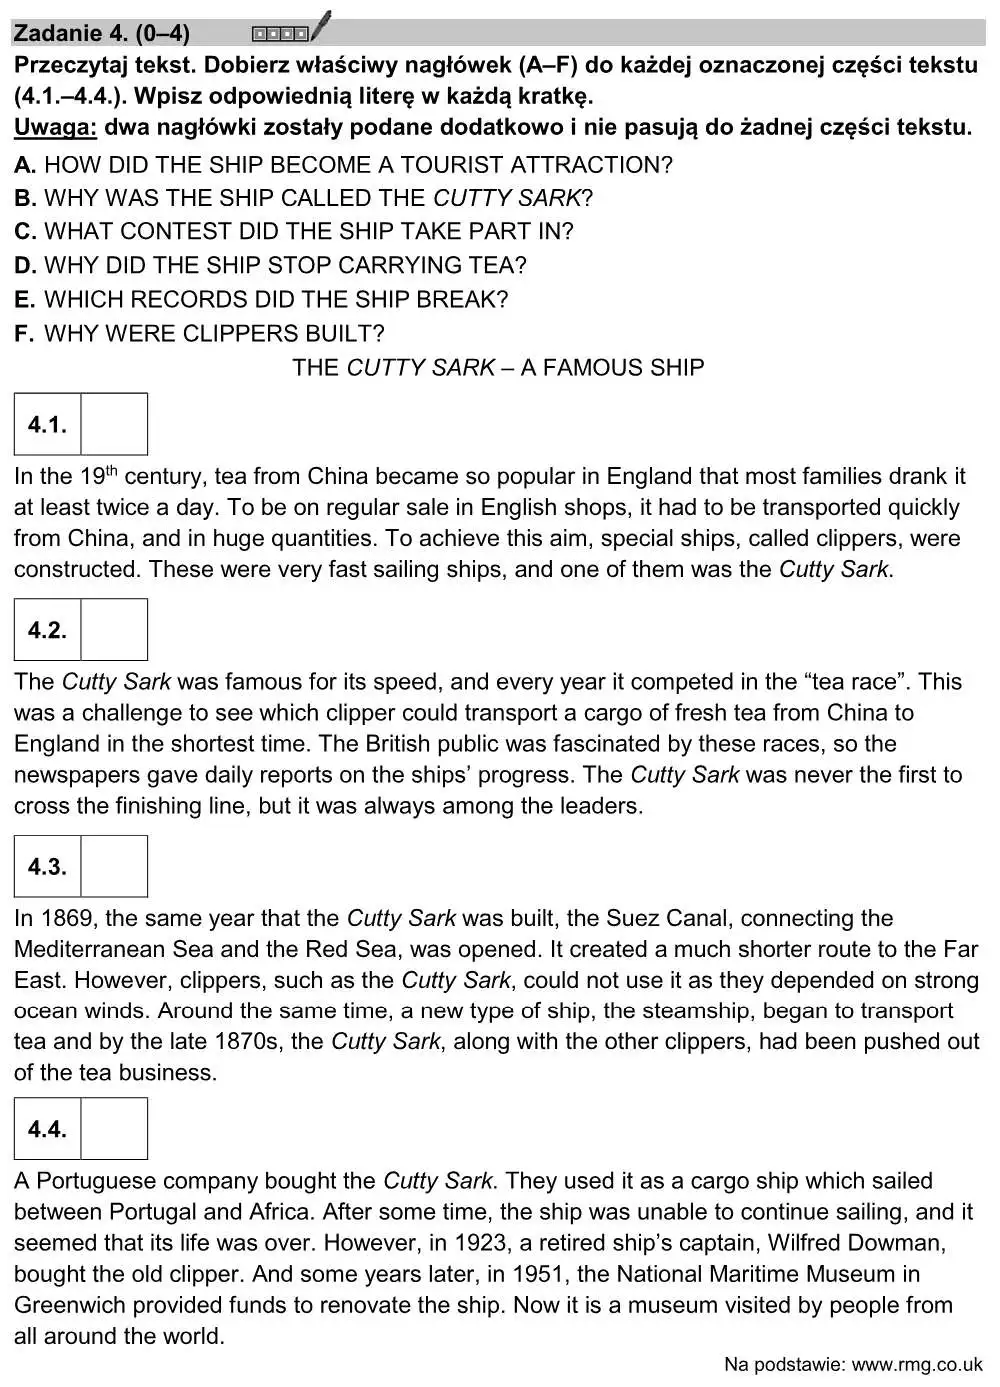 Zadanie 4. (0–4)
Przeczytaj tekst. Dobierz właściwy nagłówek (A–F) do każdej oznaczonej części tekstu
(4.1.–4.4.). Wpisz odpowiednią literę w każdą kratkę.
Uwaga: dwa nagłówki zostały podane dodatkowo i nie pasują do żadnej części tekstu.
A. HOW DID THE SHIP BECOME A TOURIST ATTRACTION?
B. WHY WAS THE SHIP CALLED THE CUTTY SARK?
C. WHAT CONTEST DID THE SHIP TAKE PART IN?
D. WHY DID THE SHIP STOP CARRYING TEA?
E. WHICH RECORDS DID THE SHIP BREAK?
F. WHY WERE CLIPPERS BUILT?
THE CUTTY SARK – A FAMOUS SHIP
4.1.
In the 19th century, tea from China became so popular in England that most families drank it
at least twice a day. To be on regular sale in English shops, it had to be transported quickly
from China, and in huge quantities. To achieve this aim, special ships, called clippers, were
constructed. These were very fast sailing ships, and one of them was the Cutty Sark.
4.2.
The Cutty Sark was famous for its speed, and every year it competed in the “tea race”. This
was a challenge to see which clipper could transport a cargo of fresh tea from China to
England in the shortest time. The British public was fascinated by these races, so the
newspapers gave daily reports on the ships’ progress. The Cutty Sark was never the first to
cross the finishing line, but it was always among the leaders.
4.3.
In 1869, the same year that the Cutty Sark was built, the Suez Canal, connecting the
Mediterranean Sea and the Red Sea, was opened. It created a much shorter route to the Far
East. However, clippers, such as the Cutty Sark, could not use it as they depended on strong
ocean winds. Around the same time, a new type of ship, the steamship, began to transport
tea and by the late 1870s, the Cutty Sark, along with the other clippers, had been pushed out
of the tea business.
4.4.
A Portuguese company bought the Cutty Sark. They used it as a cargo ship which sailed
between Portugal and Africa. After some time, the ship was unable to continue sailing, and it
seemed that its life was over. However, in 1923, a retired ship’s captain, Wilfred Dowman,
bought the old clipper. And some years later, in 1951, the National Maritime Museum in
Greenwich provided funds to renovate the ship. Now it is a museum visited by people from
all around the world.
Na podstawie: www.rmg.co.uk